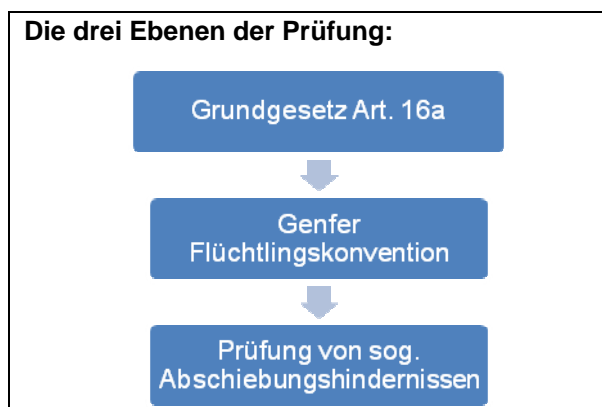 Die drei Ebenen der Prüfung:
Grundgesetz Art. 16a
Genfer
Flüchtlingskonvention
Prüfung von sog.
Abschiebungshindernissen